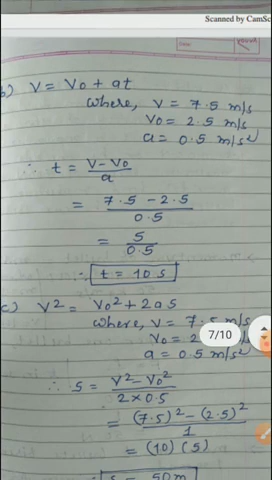 Scanned by CamSc
Date
b) V = V₀ + at
where, V = 7.5 m/s
V₀ = 2.5 m/s
a = 0.5 m/s²
∴ t = V - V₀ / a
= 7.5 - 2.5 / 0.5
= 5 / 0.5
∴ t = 10 s
c) V² = V₀² + 2as
where, V = 7.5 m/s
V₀ = 2
a = 0.5 m/s²
7/10
∴ s = V² - V₀² / 2 × 0.5
= (7.5)² - (2.5)² / 1
= (10) (5)
∴ s = 50m